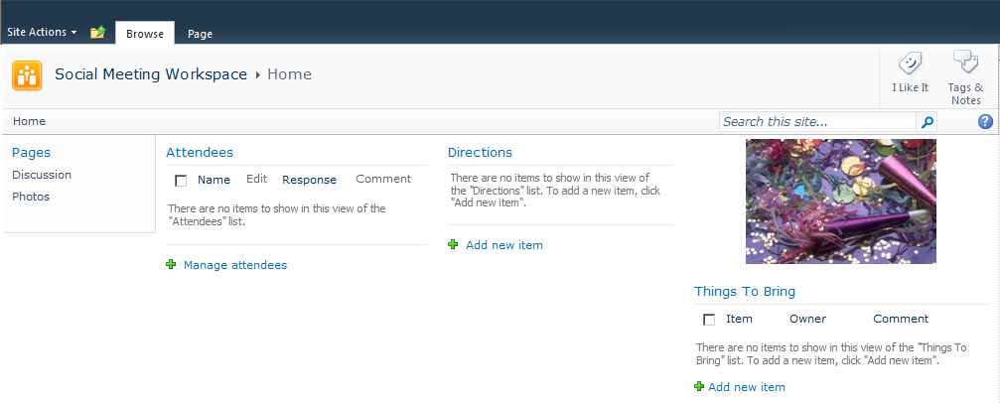 Site Actions
Browse
Page
Social Meeting Workspace ▸ Home
I Like It
Tags &
Notes
Home
Search this site...
Pages
Discussion
Photos
Attendees
Name Edit Response Comment
There are no items to show in this view of the
"Attendees" list.
Manage attendees
Directions
There are no items to show in this view of
the "Directions" list. To add a new item, click
"Add new item".
Add new item
Things To Bring
Item Owner Comment
There are no items to show in this view of the "Things To
Bring" list. To add a new item, click "Add new item".
Add new item